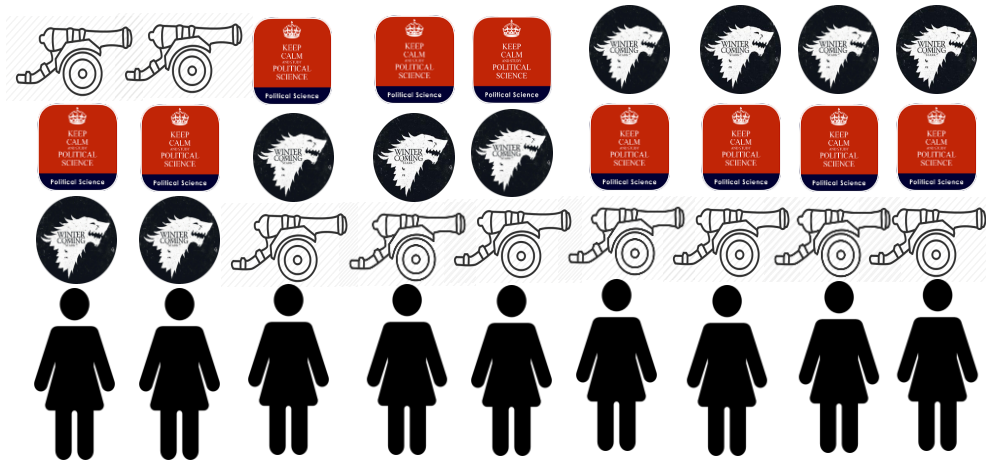 KEEP
CALM
POLITICAL
SCIENCE
Political Science
KEEP
CALM
POLITICAL
SCIENCE
Political Science
KEEP
CALM
POLITICAL
SCIENCE
Political Science
WINTER
COMING
WINTER
COMING
WINTER
COMING
WINTER
COMING
KEEP
CALM
POLITICAL
SCIENCE
Political Science
KEEP
CALM
POLITICAL
SCIENCE
Political Science
WINTER
COMING
WINTER
COMING
WINTER
COMING
KEEP
CALM
POLITICAL
SCIENCE
Political Science
KEEP
CALM
POLITICAL
SCIENCE
Political Science
KEEP
CALM
POLITICAL
SCIENCE
Political Science
KEEP
CALM
POLITICAL
SCIENCE
Political Science
WINTER
COMING
WINTER
COMING